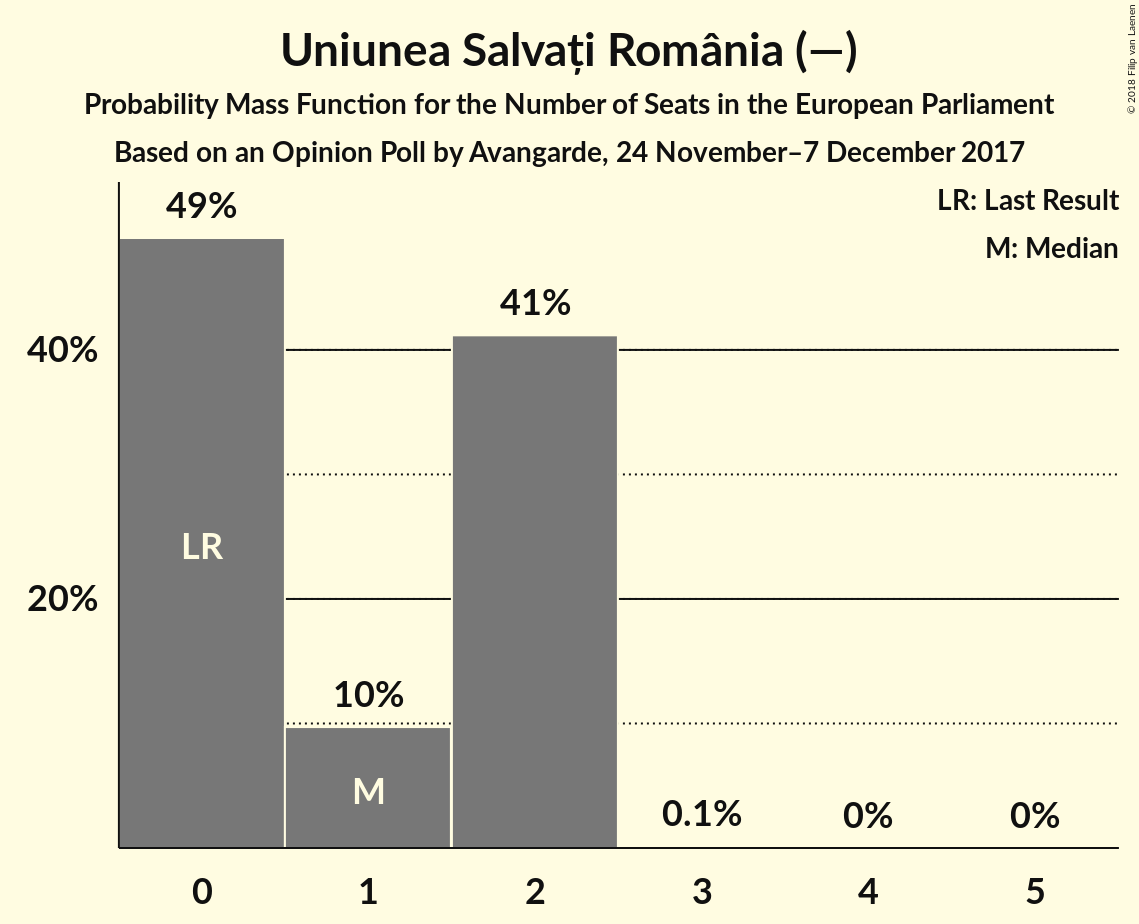 Uniunea Salvați România (—)
Probability Mass Function for the Number of Seats in the European Parliament
Based on an Opinion Poll by Avangarde, 24 November–7 December 2017
© 2018 Filip van Laenen
LR: Last Result
M: Median
49%
41%
40%
LR
20%
10%
M
0.1%
0%
0%
0 1 2 3 4 5